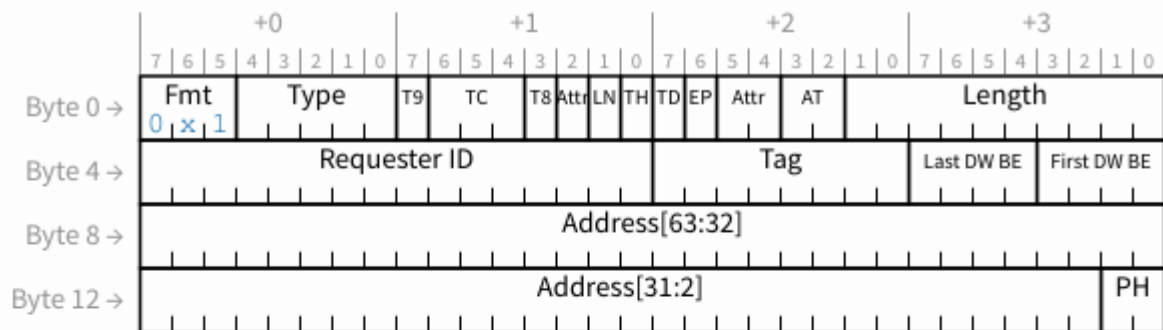 +0 +1 +2 +3
7 6 5 4 3 2 1 0 7 6 5 4 3 2 1 0 7 6 5 4 3 2 1 0 7 6 5 4 3 2 1 0
Byte 0 → Fmt Type T9 TC T8 Attr LN TH TD EP Attr AT Length
0 x 1
Byte 4 → Requester ID Tag Last DW BE First DW BE
Byte 8 → Address[63:32]
Byte 12 → Address[31:2] PH